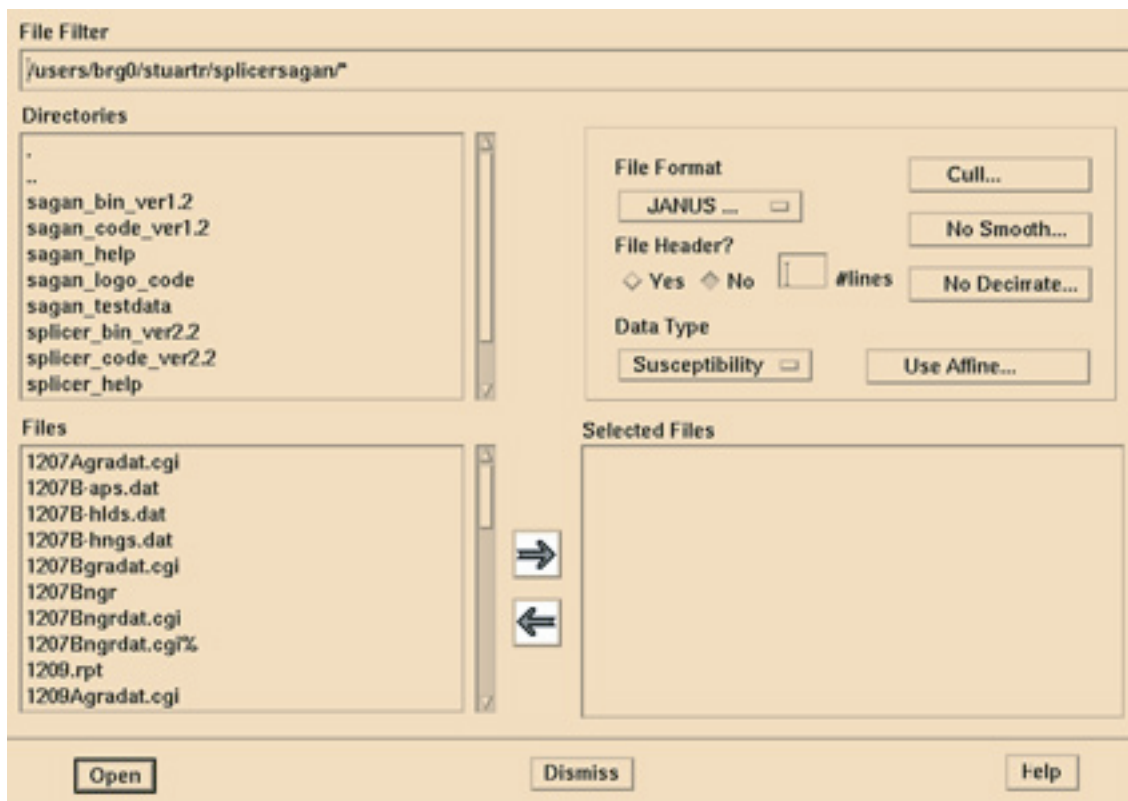 File Filter
/users/brg0/stuartr/splicersagan/*
Directories
.
..
sagan_bin_ver1.2
sagan_code_ver1.2
sagan_help
sagan_logo_code
sagan_testdata
splicer_bin_ver2.2
splicer_code_ver2.2
splicer_help
File Format
JANUS ...
File Header?
Yes No #lines
Data Type
Susceptibility
Cull...
No Smooth...
No Decimate...
Use Affine...
Files
1207Agradat.cgi
1207B-aps.dat
1207B-hlds.dat
1207B-hngs.dat
1207Bgradat.cgi
1207Bngr
1207Bngrdat.cgi
1207Bngrdat.cgi%
1209.rpt
1209Agradat.cgi
Selected Files
Open Dismiss Help